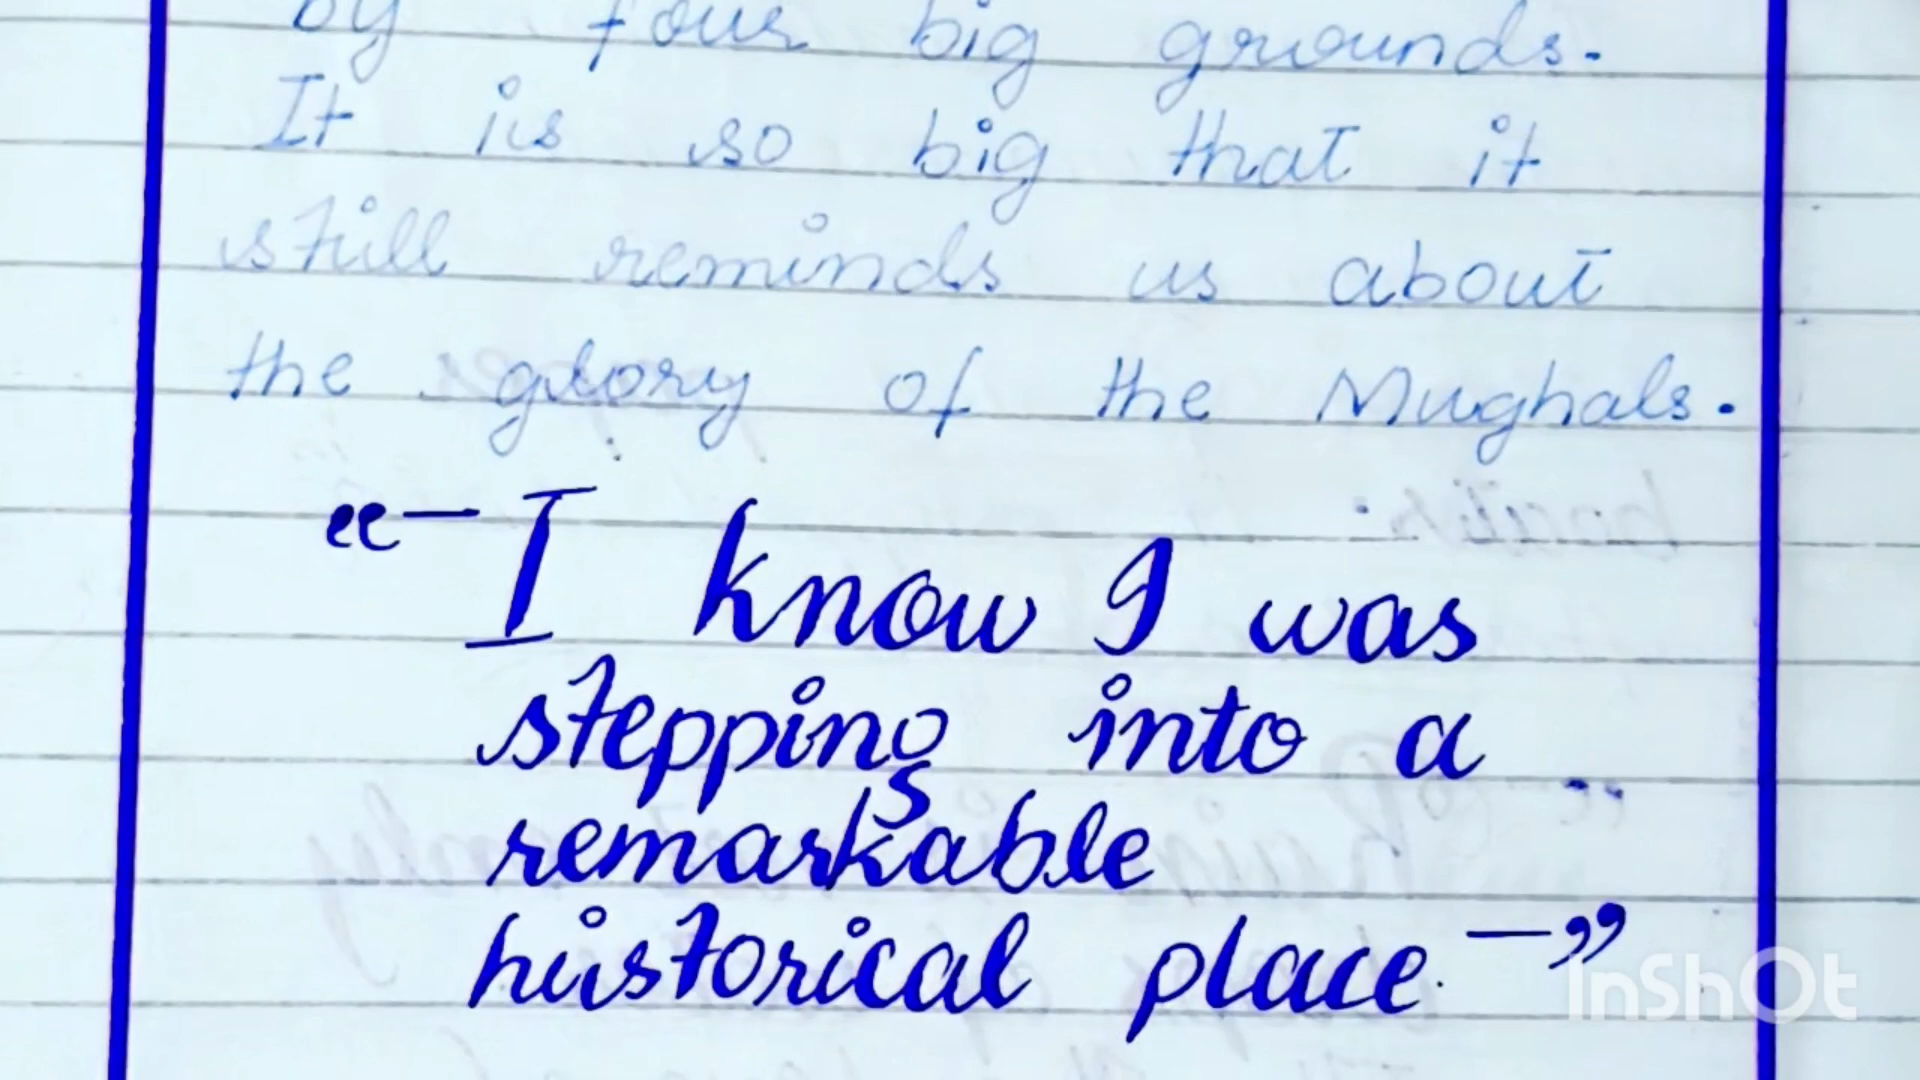 by four big grounds.
It is so big that it
still reminds us about
the glory of the Mughals.
“— I know I was
stepping into a
remarkable
historical place. —”
InShOt